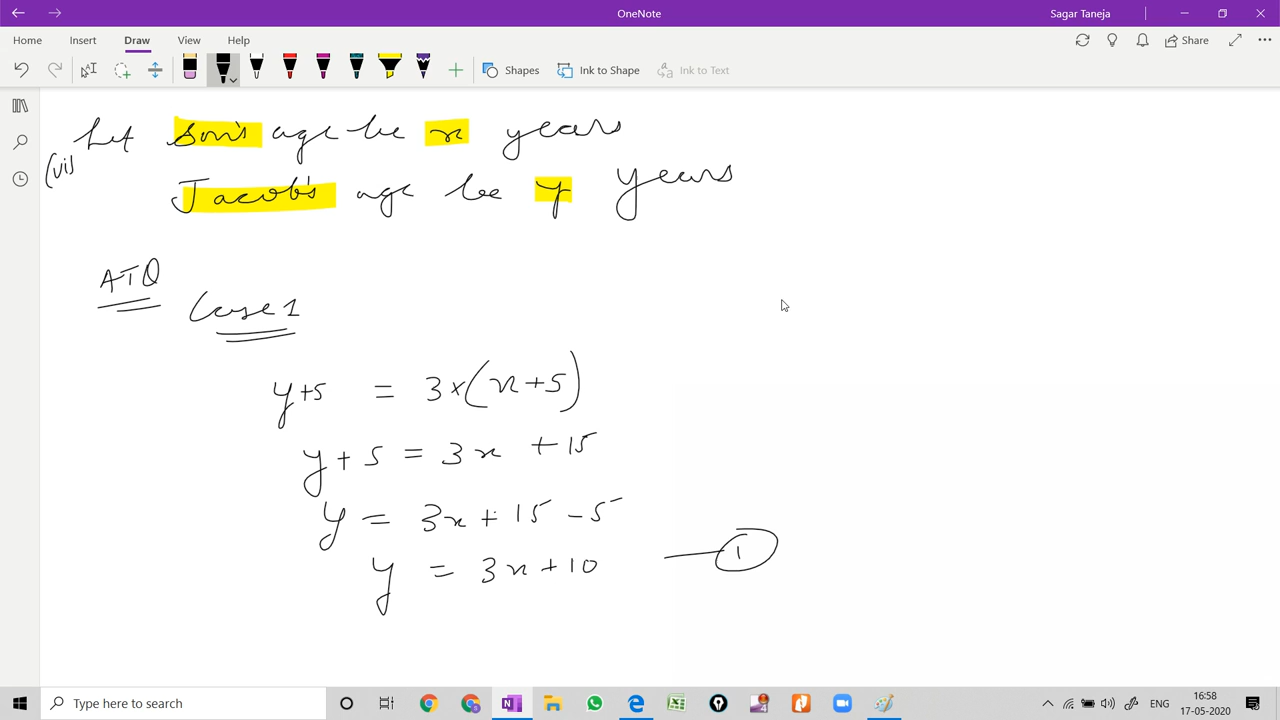 OneNote
Sagar Taneja
Home Insert Draw View Help
Share
Shapes Ink to Shape Ink to Text
Let Son's age be x years
(vi)
Jacob's age be y years
ATQ
Case 1
y+5 = 3×(x+5)
y+5 = 3x +15
y = 3x+15-5
y = 3x+10 — 1
Type here to search
ENG
16:58
17-05-2020